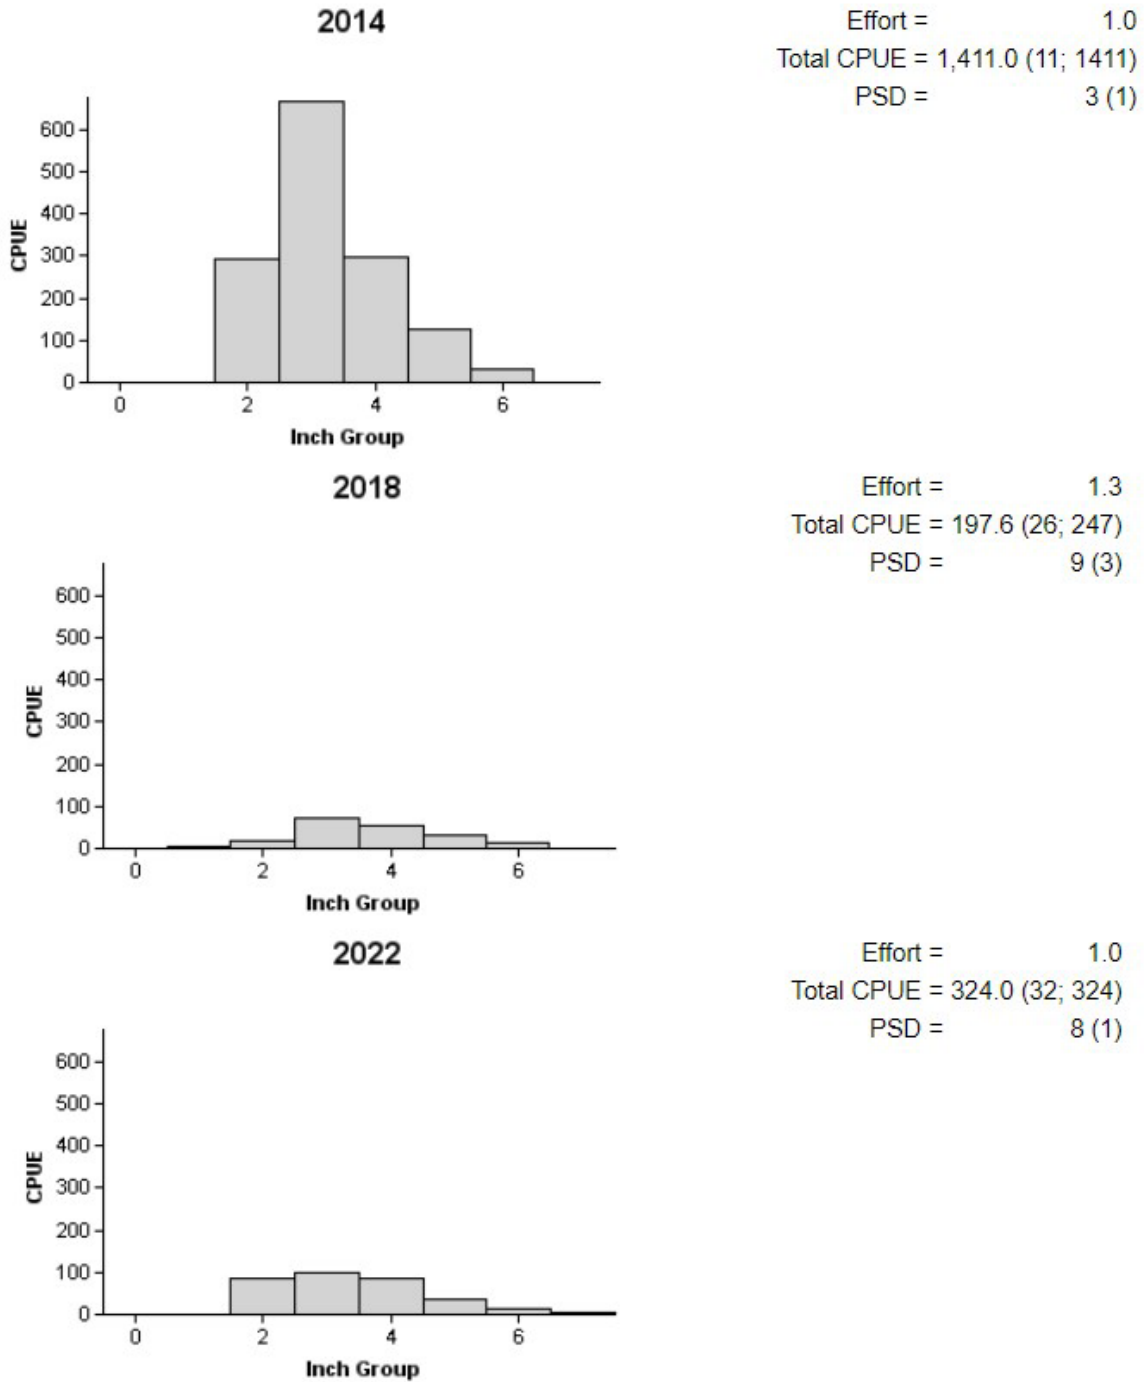 2014
Effort = 1.0
Total CPUE = 1,411.0 (11; 1411)
PSD = 3 (1)
600
500
400
300
200
100
0
CPUE
0 2 4 6
Inch Group
2018
Effort = 1.3
Total CPUE = 197.6 (26; 247)
PSD = 9 (3)
600
500
400
300
200
100
0
CPUE
0 2 4 6
Inch Group
2022
Effort = 1.0
Total CPUE = 324.0 (32; 324)
PSD = 8 (1)
600
500
400
300
200
100
0
CPUE
0 2 4 6
Inch Group